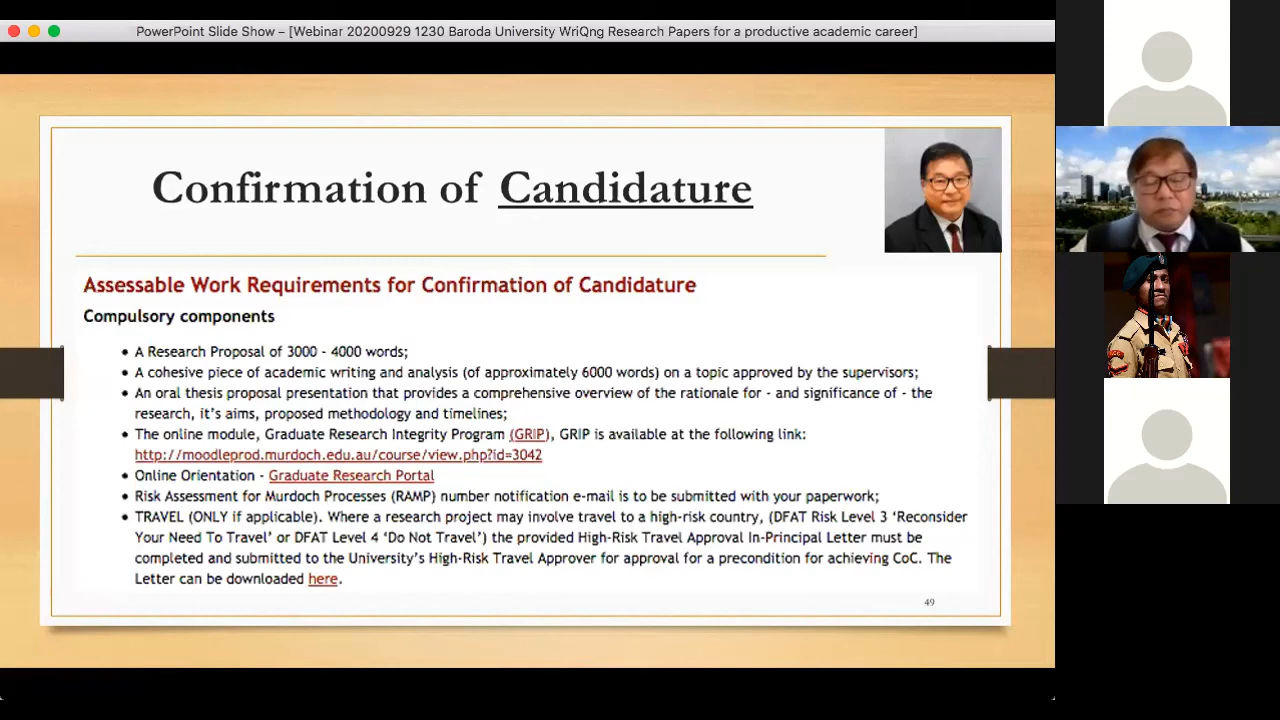 PowerPoint Slide Show – [Webinar 20200929 1230 Baroda University WriQng Research Papers for a productive academic career]
Confirmation of Candidature
Assessable Work Requirements for Confirmation of Candidature
Compulsory components
• A Research Proposal of 3000 - 4000 words;
• A cohesive piece of academic writing and analysis (of approximately 6000 words) on a topic approved by the supervisors;
• An oral thesis proposal presentation that provides a comprehensive overview of the rationale for - and significance of - the
research, it's aims, proposed methodology and timelines;
• The online module, Graduate Research Integrity Program (GRIP), GRIP is available at the following link:
http://moodleprod.murdoch.edu.au/course/view.php?id=3042
• Online Orientation - Graduate Research Portal
• Risk Assessment for Murdoch Processes (RAMP) number notification e-mail is to be submitted with your paperwork;
• TRAVEL (ONLY if applicable). Where a research project may involve travel to a high-risk country, (DFAT Risk Level 3 'Reconsider
Your Need To Travel' or DFAT Level 4 'Do Not Travel') the provided High-Risk Travel Approval In-Principal Letter must be
completed and submitted to the University's High-Risk Travel Approver for approval for a precondition for achieving CoC. The
Letter can be downloaded here.
49